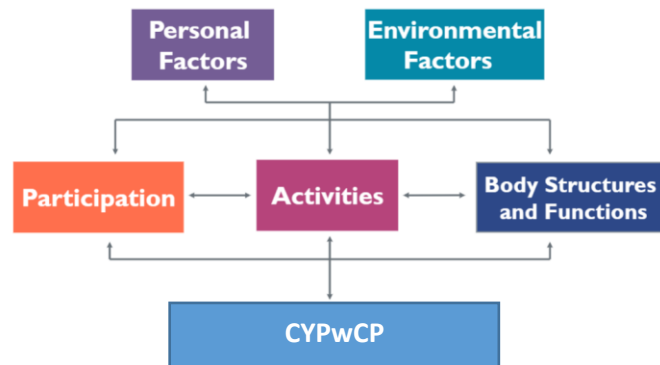 Personal
Factors
Environmental
Factors
Participation
Activities
Body Structures
and Functions
CYPwCP